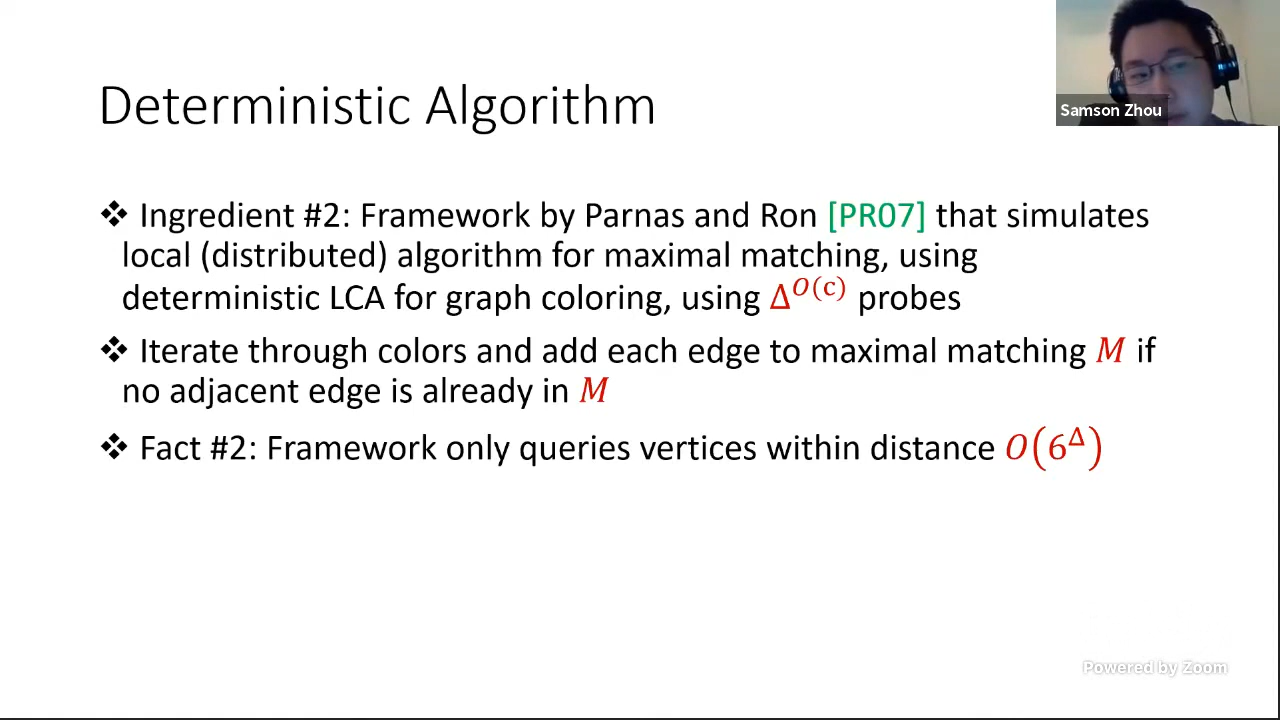 Samson Zhou
Deterministic Algorithm
❖ Ingredient #2: Framework by Parnas and Ron [PR07] that simulates
local (distributed) algorithm for maximal matching, using
deterministic LCA for graph coloring, using Δ^{O(c)} probes
❖ Iterate through colors and add each edge to maximal matching M if
no adjacent edge is already in M
❖ Fact #2: Framework only queries vertices within distance O(6^Δ)
Powered by Zoom